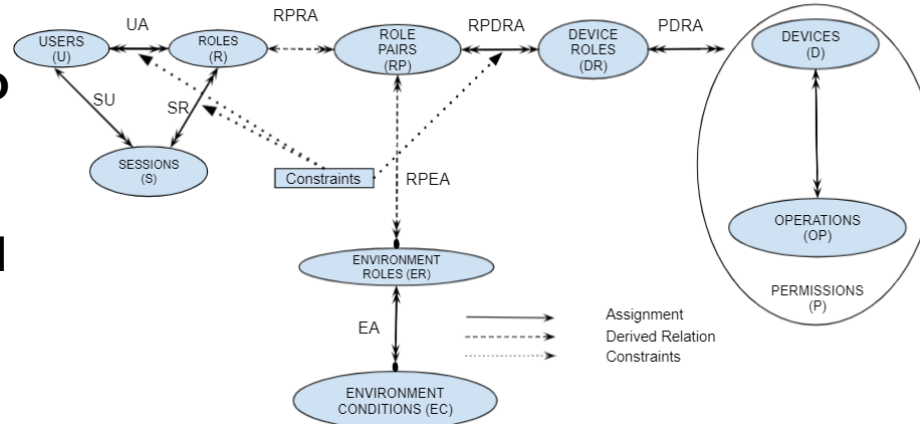 UA
RPRA
RPDRA
PDRA
USERS
(U)
ROLES
(R)
ROLE
PAIRS
(RP)
DEVICE
ROLES
(DR)
DEVICES
(D)
SU
SR
SESSIONS
(S)
Constraints
RPEA
OPERATIONS
(OP)
ENVIRONMENT
ROLES (ER)
PERMISSIONS
(P)
EA
Assignment
Derived Relation
Constraints
ENVIRONMENT
CONDITIONS (EC)